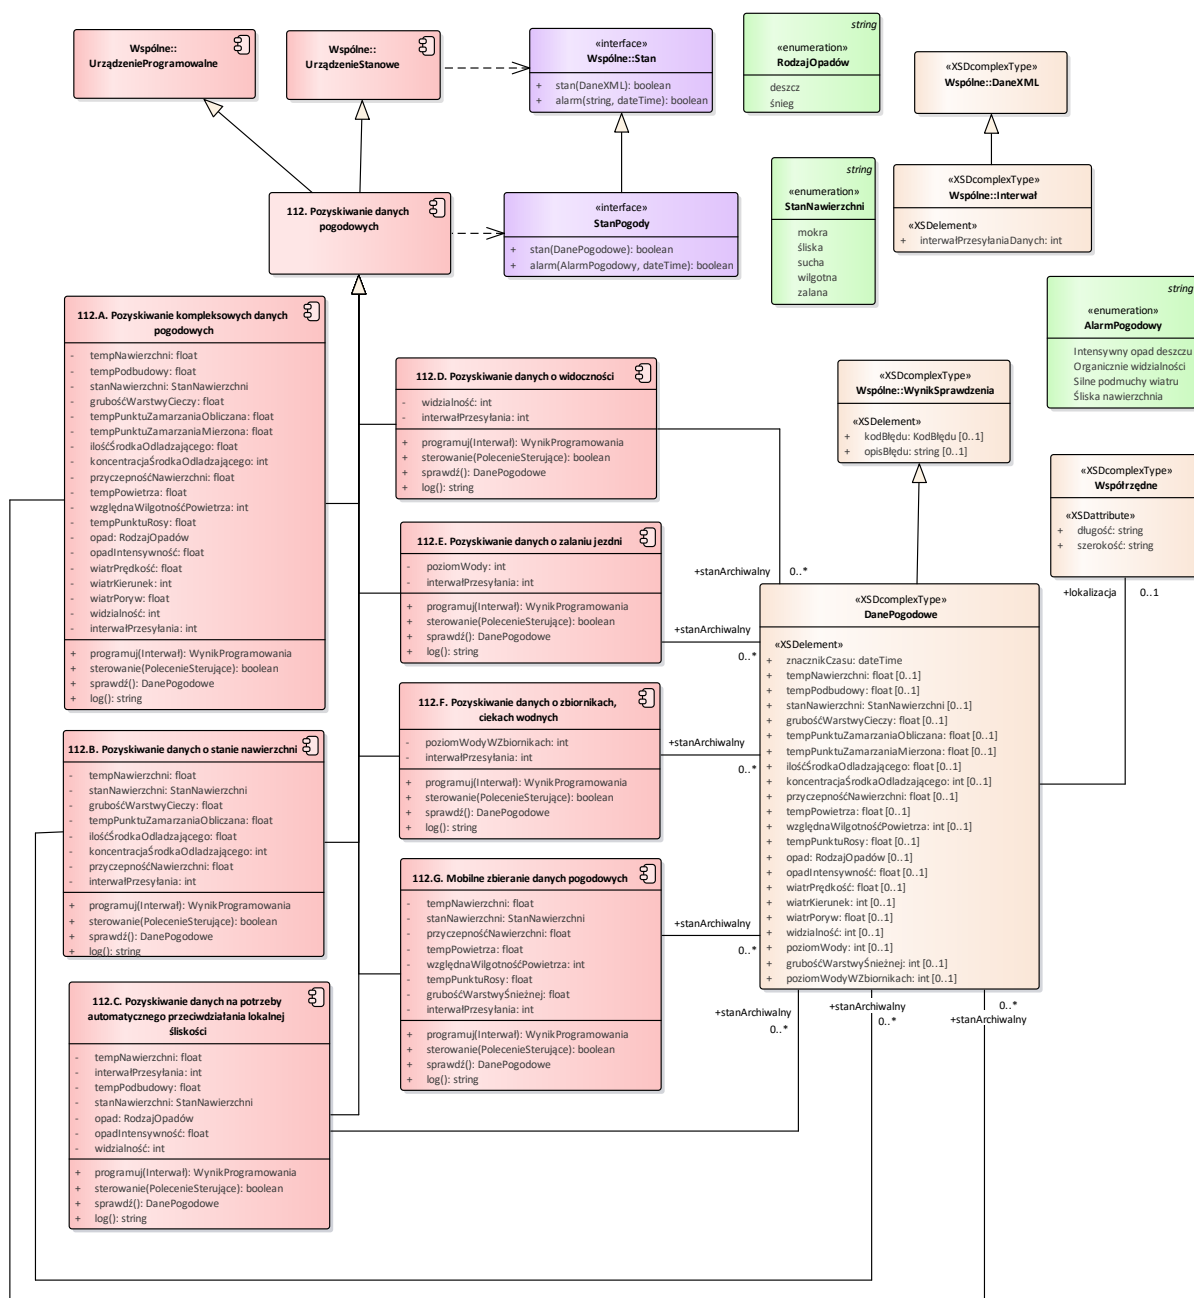 Wspólne::
UrządzenieProgramowalne
Wspólne::
UrządzenieStanowe
«interface»
Wspólne::Stan
+ stan(DaneXML): boolean
+ alarm(string, dateTime): boolean
string
«enumeration»
RodzajOpadów
deszcz
śnieg
«XSDcomplexType»
Wspólne::DaneXML
string
«enumeration»
StanNawierzchni
mokra
śliska
sucha
wilgotna
zalana
«XSDcomplexType»
Wspólne::Interwał
«XSDelement»
+ interwałPrzesyłaniaDanych: int
112. Pozyskiwanie danych
pogodowych
«interface»
StanPogody
+ stan(DanePogodowe): boolean
+ alarm(AlarmPogodowy, dateTime): boolean
string
«enumeration»
AlarmPogodowy
Intensywny opad deszczu
Organicznie widzialności
Silne podmuchy wiatru
Śliska nawierzchnia
112.A. Pozyskiwanie kompleksowych danych
pogodowych
- tempNawierzchni: float
- tempPodbudowy: float
- stanNawierzchni: StanNawierzchni
- grubośćWarstwyCieczy: float
- tempPunktuZamarzaniaObliczana: float
- tempPunktuZamarzaniaMierzona: float
- ilośćŚrodkaOdladzającego: float
- koncentracjaŚrodkaOdladzającego: int
- przyczepnośćNawierzchni: float
- tempPowietrza: float
- względnaWilgotnośćPowietrza: int
- tempPunktuRosy: float
- opad: RodzajOpadów
- opadIntensywność: float
- wiatrPrędkość: float
- wiatrKierunek: int
- wiatrPoryw: float
- widzialność: int
- interwałPrzesyłania: int
+ programuj(Interwał): WynikProgramowania
+ sterowanie(PolecenieSterujące): boolean
+ sprawdź(): DanePogodowe
+ log(): string
112.D. Pozyskiwanie danych o widoczności
- widzialność: int
- interwałPrzesyłania: int
+ programuj(Interwał): WynikProgramowania
+ sterowanie(PolecenieSterujące): boolean
+ sprawdź(): DanePogodowe
+ log(): string
«XSDcomplexType»
Wspólne::WynikSprawdzenia
«XSDelement»
+ kodBłędu: KodBłędu [0..1]
+ opisBłędu: string [0..1]
«XSDcomplexType»
Współrzędne
«XSDattribute»
+ długość: string
+ szerokość: string
112.E. Pozyskiwanie danych o zalaniu jezdni
- poziomWody: int
- interwałPrzesyłania: int
+ programuj(Interwał): WynikProgramowania
+ sterowanie(PolecenieSterujące): boolean
+ sprawdź(): DanePogodowe
+ log(): string
+stanArchiwalny 0..*
+lokalizacja 0..1
+stanArchiwalny
0..*
«XSDcomplexType»
DanePogodowe
«XSDelement»
+ znacznikCzasu: dateTime
+ tempNawierzchni: float [0..1]
+ tempPodbudowy: float [0..1]
+ stanNawierzchni: StanNawierzchni [0..1]
+ grubośćWarstwyCieczy: float [0..1]
+ tempPunktuZamarzaniaObliczana: float [0..1]
+ tempPunktuZamarzaniaMierzona: float [0..1]
+ ilośćŚrodkaOdladzającego: float [0..1]
+ koncentracjaŚrodkaOdladzającego: int [0..1]
+ przyczepnośćNawierzchni: float [0..1]
+ tempPowietrza: float [0..1]
+ względnaWilgotnośćPowietrza: int [0..1]
+ tempPunktuRosy: float [0..1]
+ opad: RodzajOpadów [0..1]
+ opadIntensywność: float [0..1]
+ wiatrPrędkość: float [0..1]
+ wiatrKierunek: int [0..1]
+ wiatrPoryw: float [0..1]
+ widzialność: int [0..1]
+ poziomWody: int [0..1]
+ grubośćWarstwyŚnieżnej: int [0..1]
+ poziomWodyWZbiornikach: int [0..1]
112.F. Pozyskiwanie danych o zbiornikach,
ciekach wodnych
- poziomWodyWZbiornikach: int
- interwałPrzesyłania: int
+ programuj(Interwał): WynikProgramowania
+ sterowanie(PolecenieSterujące): boolean
+ sprawdź(): DanePogodowe
+ log(): string
+stanArchiwalny
0..*
112.B. Pozyskiwanie danych o stanie nawierzchni
- tempNawierzchni: float
- stanNawierzchni: StanNawierzchni
- grubośćWarstwyCieczy: float
- tempPunktuZamarzaniaObliczana: float
- ilośćŚrodkaOdladzającego: float
- koncentracjaŚrodkaOdladzającego: int
- przyczepnośćNawierzchni: float
- interwałPrzesyłania: int
+ programuj(Interwał): WynikProgramowania
+ sterowanie(PolecenieSterujące): boolean
+ sprawdź(): DanePogodowe
+ log(): string
112.G. Mobilne zbieranie danych pogodowych
- tempNawierzchni: float
- stanNawierzchni: StanNawierzchni
- przyczepnośćNawierzchni: float
- tempPowietrza: float
- względnaWilgotnośćPowietrza: int
- tempPunktuRosy: float
- grubośćWarstwyŚnieżnej: float
- interwałPrzesyłania: int
+ programuj(Interwał): WynikProgramowania
+ sterowanie(PolecenieSterujące): boolean
+ sprawdź(): DanePogodowe
+ log(): string
+stanArchiwalny
0..*
112.C. Pozyskiwanie danych na potrzeby
automatycznego przeciwdziałania lokalnej
śliskości
- tempNawierzchni: float
- interwałPrzesyłania: int
- tempPodbudowy: float
- stanNawierzchni: StanNawierzchni
- opad: RodzajOpadów
- opadIntensywność: float
- widzialność: int
+ programuj(Interwał): WynikProgramowania
+ sterowanie(PolecenieSterujące): boolean
+ sprawdź(): DanePogodowe
+ log(): string
+stanArchiwalny
0..*
+stanArchiwalny
0..*
0..*
+stanArchiwalny